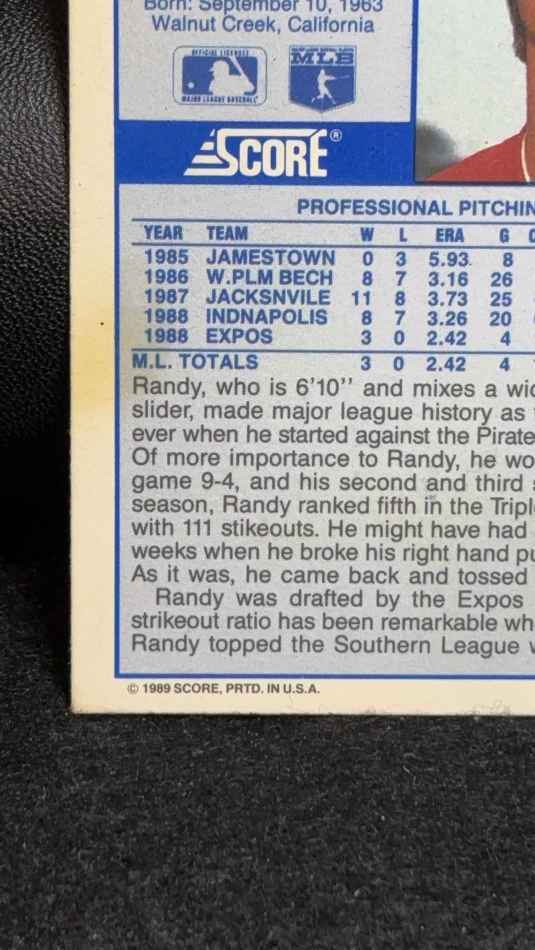 Born: September 10, 1963
Walnut Creek, California
OFFICIAL LICENSEE
MAJOR LEAGUE BASEBALL
MLB
SCORE®
PROFESSIONAL PITCHIN
YEAR TEAM W L ERA G
1985 JAMESTOWN 0 3 5.93 8
1986 W.PLM BECH 8 7 3.16 26
1987 JACKSNVILE 11 8 3.73 25
1988 INDNAPOLIS 8 7 3.26 20
1988 EXPOS 3 0 2.42 4
M.L. TOTALS 3 0 2.42 4
Randy, who is 6'10'' and mixes a wid
slider, made major league history as
ever when he started against the Pirate
Of more importance to Randy, he wo
game 9-4, and his second and third
season, Randy ranked fifth in the Tripl
with 111 stikeouts. He might have had
weeks when he broke his right hand pu
As it was, he came back and tossed
Randy was drafted by the Expos
strikeout ratio has been remarkable wh
Randy topped the Southern League
© 1989 SCORE, PRTD. IN U.S.A.